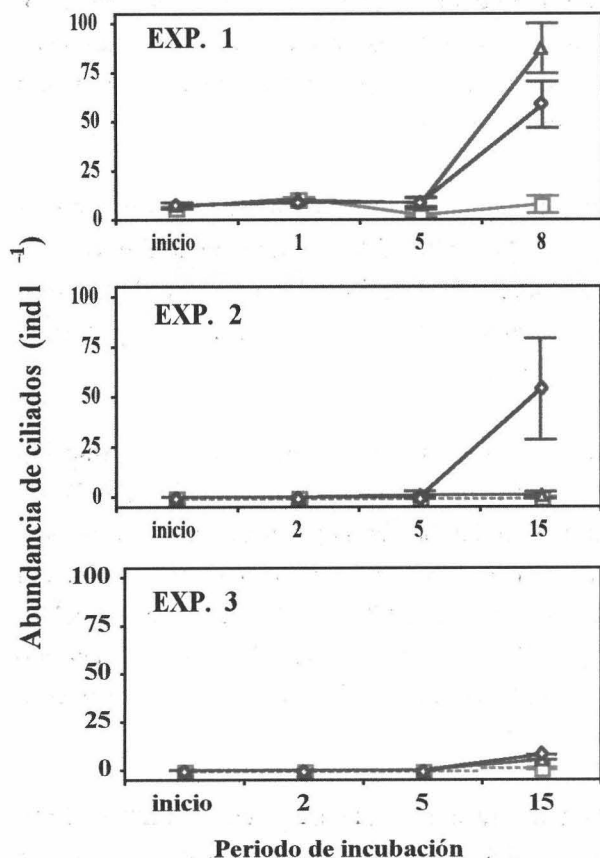 EXP. 1
100
75
50
25
0
inicio 1 5 8
EXP. 2
100
75
50
25
0
inicio 2 5 15
EXP. 3
100
75
50
25
0
inicio 2 5 15
Abundancia de ciliados (ind l⁻¹)
Periodo de incubación